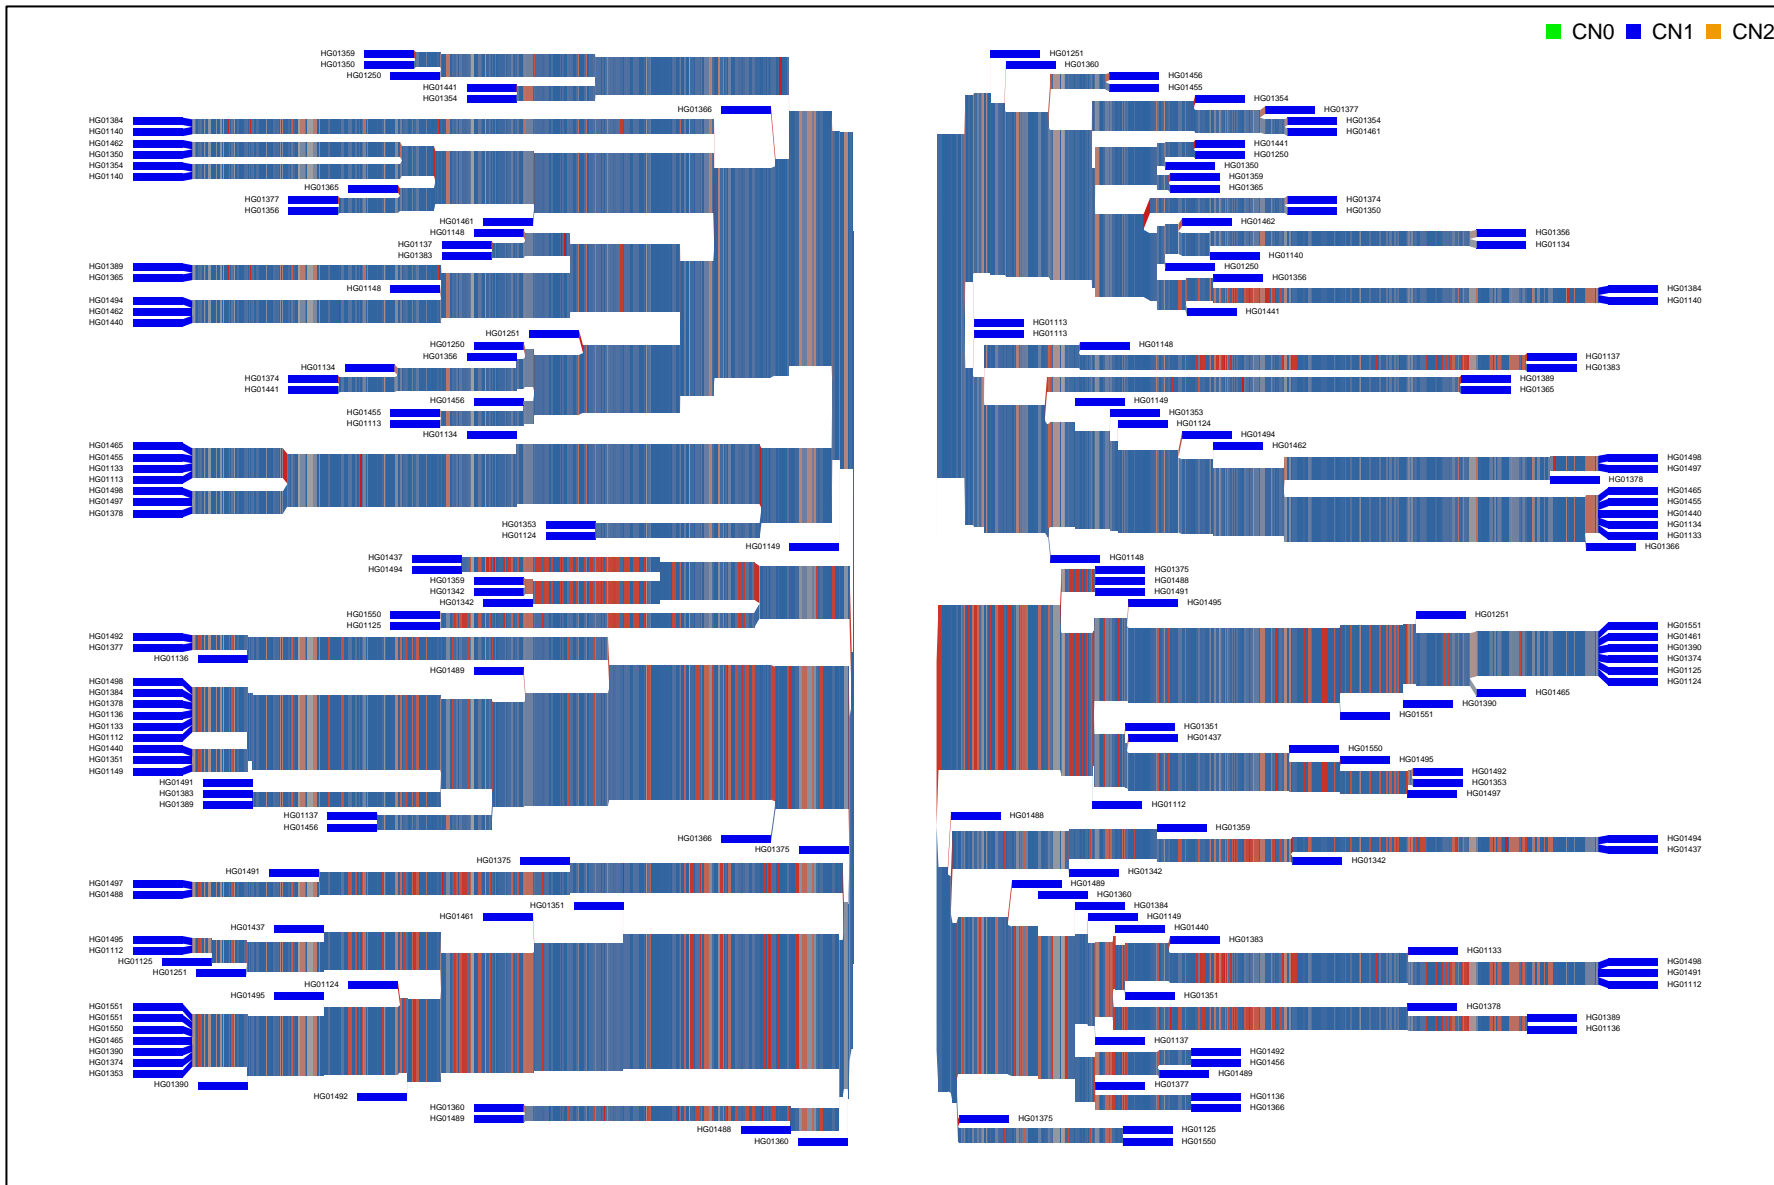 CN0 CN1 CN2
HG01359
HG01350
HG01250
HG01441
HG01354
HG01366
HG01384
HG01140
HG01462
HG01350
HG01354
HG01140
HG01365
HG01377
HG01356
HG01461
HG01148
HG01137
HG01383
HG01389
HG01365
HG01148
HG01494
HG01462
HG01440
HG01251
HG01250
HG01356
HG01134
HG01374
HG01441
HG01456
HG01455
HG01113
HG01134
HG01465
HG01455
HG01133
HG01113
HG01498
HG01497
HG01378
HG01353
HG01124
HG01149
HG01437
HG01494
HG01359
HG01342
HG01342
HG01550
HG01125
HG01492
HG01377
HG01136
HG01489
HG01498
HG01384
HG01378
HG01136
HG01133
HG01112
HG01440
HG01351
HG01149
HG01491
HG01383
HG01389
HG01137
HG01456
HG01366
HG01375
HG01375
HG01491
HG01497
HG01488
HG01351
HG01461
HG01437
HG01495
HG01112
HG01125
HG01251
HG01124
HG01495
HG01551
HG01551
HG01550
HG01465
HG01390
HG01374
HG01353
HG01390
HG01492
HG01360
HG01489
HG01488
HG01360
HG01251
HG01360
HG01456
HG01455
HG01354
HG01377
HG01354
HG01461
HG01441
HG01250
HG01350
HG01359
HG01365
HG01374
HG01350
HG01462
HG01356
HG01134
HG01140
HG01250
HG01356
HG01384
HG01140
HG01441
HG01113
HG01113
HG01148
HG01137
HG01383
HG01389
HG01365
HG01149
HG01353
HG01124
HG01494
HG01462
HG01498
HG01497
HG01378
HG01465
HG01455
HG01440
HG01134
HG01133
HG01366
HG01148
HG01375
HG01488
HG01491
HG01495
HG01251
HG01551
HG01461
HG01390
HG01374
HG01125
HG01124
HG01465
HG01390
HG01551
HG01351
HG01437
HG01550
HG01495
HG01492
HG01353
HG01497
HG01112
HG01488
HG01359
HG01494
HG01437
HG01342
HG01342
HG01489
HG01360
HG01384
HG01149
HG01440
HG01383
HG01133
HG01498
HG01491
HG01112
HG01351
HG01378
HG01389
HG01136
HG01137
HG01492
HG01456
HG01489
HG01377
HG01136
HG01366
HG01375
HG01125
HG01550